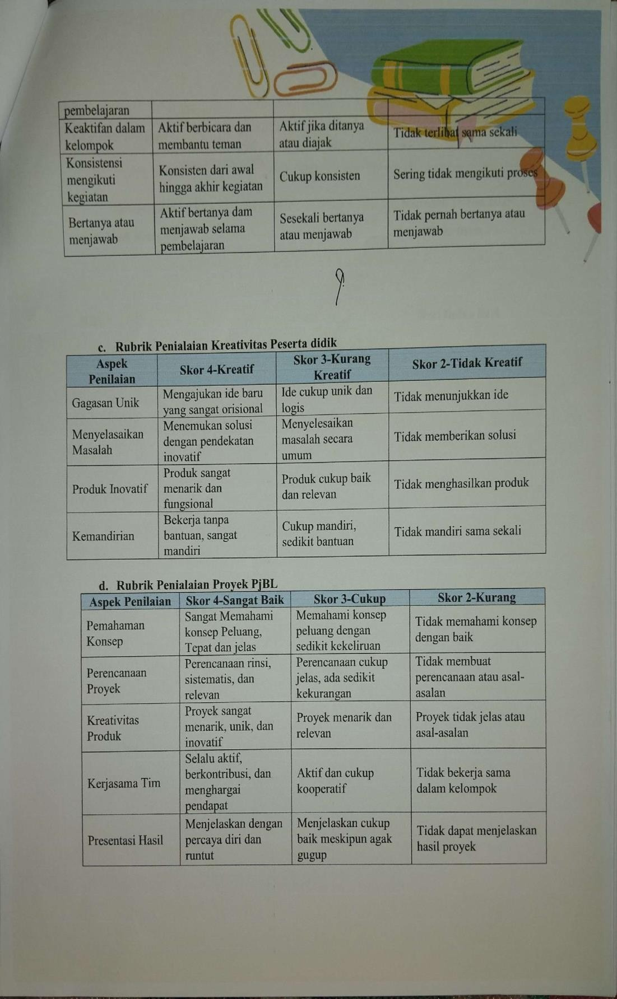 pembelajaran
Keaktifan dalam kelompok
Aktif berbicara dan membantu teman
Aktif jika ditanya atau diajak
Tidak terlibat sama sekali
Konsistensi mengikuti kegiatan
Konsisten dari awal hingga akhir kegiatan
Cukup konsisten
Sering tidak mengikuti proses
Bertanya atau menjawab
Aktif bertanya dam menjawab selama pembelajaran
Sesekali bertanya atau menjawab
Tidak pernah bertanya atau menjawab
c. Rubrik Penialaian Kreativitas Peserta didik
Aspek Penilaian
Skor 4-Kreatif
Skor 3-Kurang Kreatif
Skor 2-Tidak Kreatif
Gagasan Unik
Mengajukan ide baru yang sangat orisional
Ide cukup unik dan logis
Tidak menunjukkan ide
Menyelasaikan Masalah
Menemukan solusi dengan pendekatan inovatif
Menyelesaikan masalah secara umum
Tidak memberikan solusi
Produk Inovatif
Produk sangat menarik dan fungsional
Produk cukup baik dan relevan
Tidak menghasilkan produk
Kemandirian
Bekerja tanpa bantuan, sangat mandiri
Cukup mandiri, sedikit bantuan
Tidak mandiri sama sekali
d. Rubrik Penialaian Proyek PjBL
Aspek Penilaian
Skor 4-Sangat Baik
Skor 3-Cukup
Skor 2-Kurang
Pemahaman Konsep
Sangat Memahami konsep Peluang, Tepat dan jelas
Memahami konsep peluang dengan sedikit kekeliruan
Tidak memahami konsep dengan baik
Perencanaan Proyek
Perencanaan rinsi, sistematis, dan relevan
Perencanaan cukup jelas, ada sedikit kekurangan
Tidak membuat perencanaan atau asal-asalan
Kreativitas Produk
Proyek sangat menarik, unik, dan inovatif
Proyek menarik dan relevan
Proyek tidak jelas atau asal-asalan
Kerjasama Tim
Selalu aktif, berkontribusi, dan menghargai pendapat
Aktif dan cukup kooperatif
Tidak bekerja sama dalam kelompok
Presentasi Hasil
Menjelaskan dengan percaya diri dan runtut
Menjelaskan cukup baik meskipun agak gugup
Tidak dapat menjelaskan hasil proyek